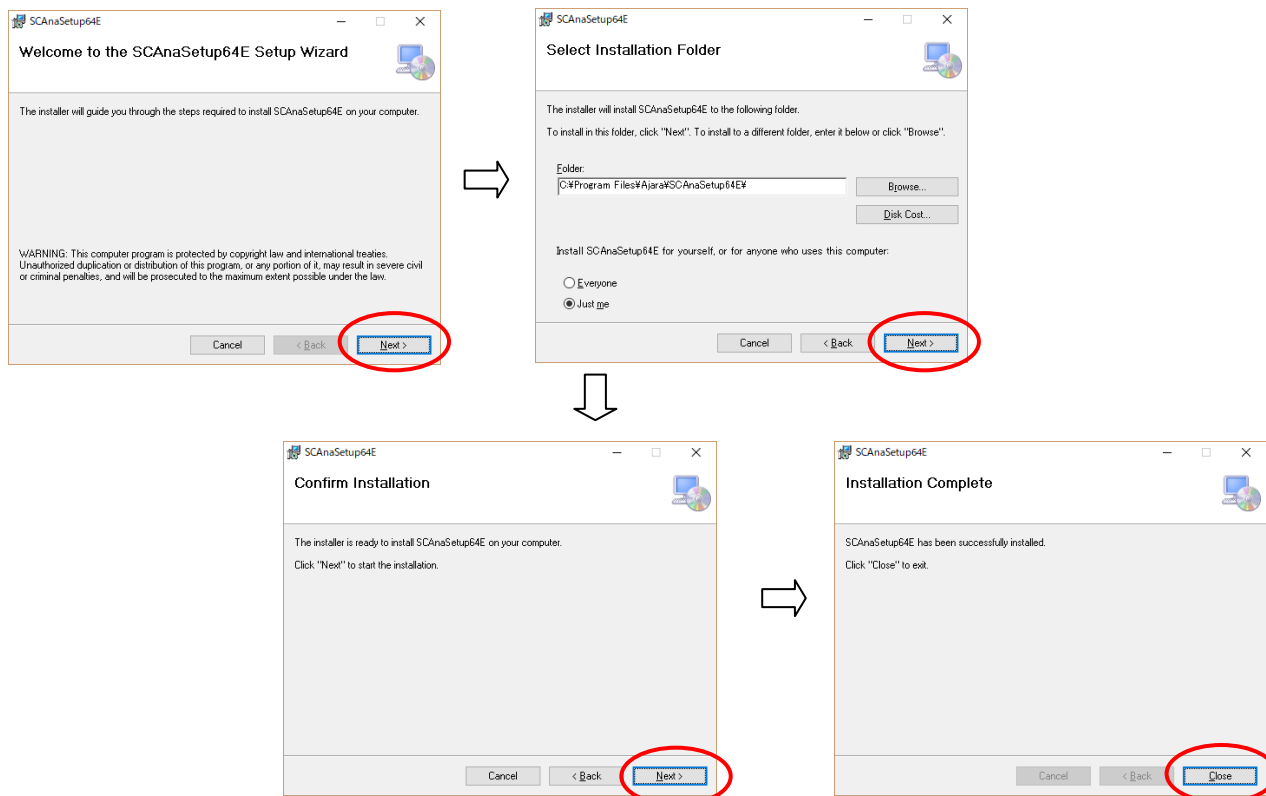 SCAnaSetup64E
Welcome to the SCAnaSetup64E Setup Wizard
The installer will guide you through the steps required to install SCAnaSetup64E on your computer.
WARNING: This computer program is protected by copyright law and international treaties.
Unauthorized duplication or distribution of this program, or any portion of it, may result in severe civil
or criminal penalties, and will be prosecuted to the maximum extent possible under the law.
Cancel
< Back
Next >
SCAnaSetup64E
Select Installation Folder
The installer will install SCAnaSetup64E to the following folder.
To install in this folder, click "Next". To install to a different folder, enter it below or click "Browse".
Folder:
C:¥Program Files¥Ajara¥SCAnaSetup64E¥
Browse...
Disk Cost...
Install SCAnaSetup64E for yourself, or for anyone who uses this computer:
Everyone
Just me
Cancel
< Back
Next >
SCAnaSetup64E
Confirm Installation
The installer is ready to install SCAnaSetup64E on your computer.
Click "Next" to start the installation.
Cancel
< Back
Next >
SCAnaSetup64E
Installation Complete
SCAnaSetup64E has been successfully installed.
Click "Close" to exit.
Cancel
< Back
Close